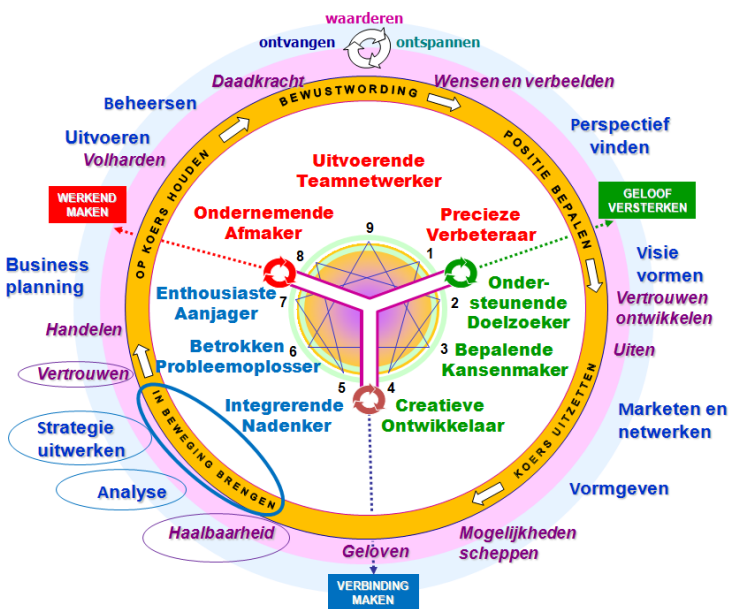 waarderen
ontvangen
ontspannen
Daadkracht
BEWUSTWORDING
Wensen en verbeelden
Beheersen
Perspectief
vinden
Uitvoeren
Volharden
OP KOERS HOUDEN
POSITIE BEPALEN
Uitvoerende
Teamnetwerker
WERKEND
MAKEN
GELOOF
VERSTERKEN
Ondernemende
Afmaker
9
Precieze
Verbeteraar
8
1
Business
planning
Visie
vormen
Enthousiaste
Aanjager
7
2
Onder-
steunende
Doelzoeker
Vertrouwen
ontwikkelen
Handelen
Betrokken
Probleemoplosser
6
3
Bepalende
Kansenmaker
Uiten
Vertrouwen
5
4
Integrerende
Nadenker
Creatieve
Ontwikkelaar
Strategie
uitwerken
IN BEWEGING BRENGEN
KOERS UITZETTEN
Marketen en
netwerken
Analyse
Vormgeven
Haalbaarheid
Geloven
Mogelijkheden
scheppen
VERBINDING
MAKEN